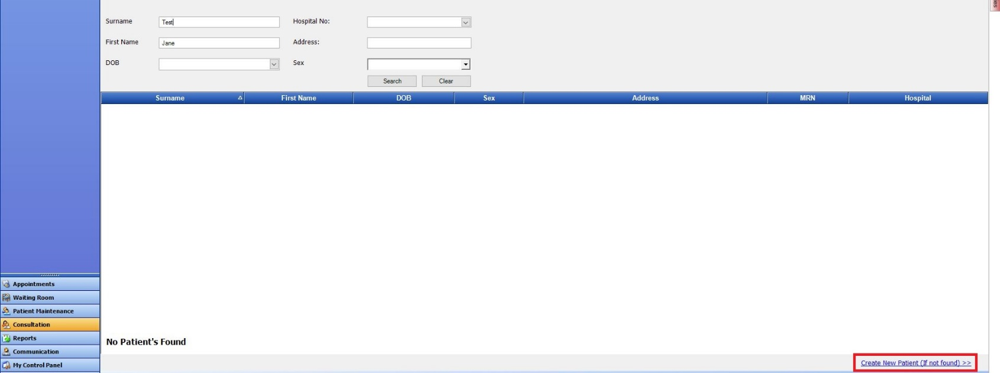 es
Surname Test Hospital No:
First Name Jane Address:
DOB Sex
Search Clear
Surname First Name DOB Sex Address MRN Hospital
Appointments
Waiting Room
Patient Maintenance
Consultation
Reports
Communication
My Control Panel
No Patient's Found
Create New Patient (If not found) >>